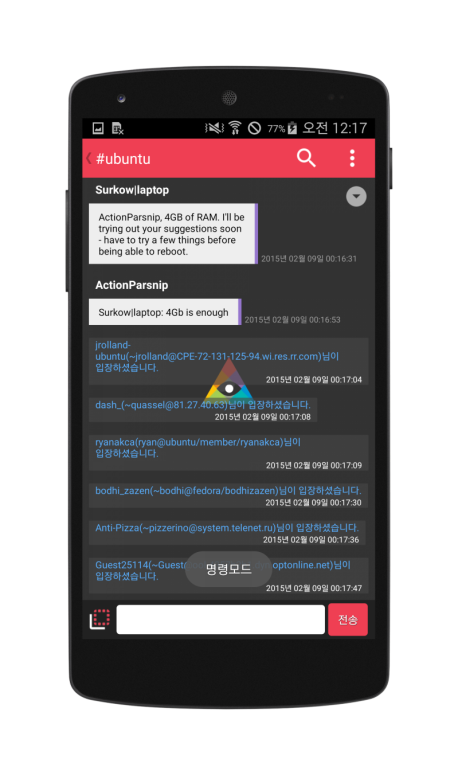 77% 오전 12:17
#ubuntu
Surkow|laptop
ActionParsnip, 4GB of RAM. I'll be
trying out your suggestions soon
- have to try a few things before
being able to reboot.
2015년 02월 09일 00:16:31
ActionParsnip
Surkow|laptop: 4Gb is enough
2015년 02월 09일 00:16:53
jrolland-
ubuntu(~jrolland@CPE-72-131-125-94.wi.res.rr.com)님이
입장하셨습니다.
2015년 02월 09일 00:17:04
dash_(~quassel@81.27.40.63)님이 입장하셨습니다.
2015년 02월 09일 00:17:08
ryanakca(ryan@ubuntu/member/ryanakca)님이
입장하셨습니다.
2015년 02월 09일 00:17:09
bodhi_zazen(~bodhi@fedora/bodhizazen)님이 입장하셨습니다.
2015년 02월 09일 00:17:30
Anti-Pizza(~pizzerino@system.telenet.ru)님이 입장하셨습니다.
2015년 02월 09일 00:17:36
Guest25114(~Guest optonline.net)님이
입장하셨습니다.
명령모드
2015년 02월 09일 00:17:47
전송